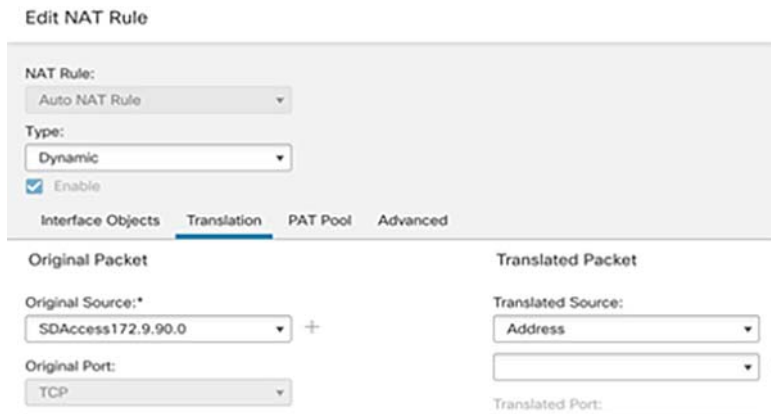 Edit NAT Rule
NAT Rule:
Auto NAT Rule
Type:
Dynamic
Enable
Interface Objects Translation PAT Pool Advanced
Original Packet Translated Packet
Original Source:* Translated Source:
SDAccess172.9.90.0 Address
Original Port:
TCP
Translated Port: